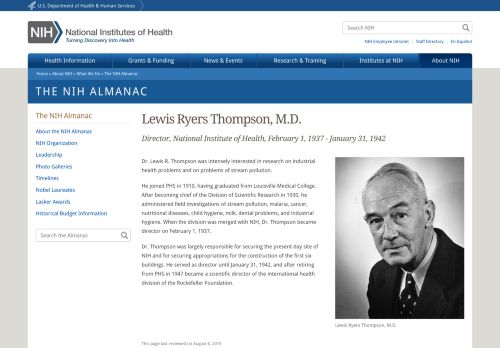 U.S. Department of Health & Human Services
NIH National Institutes of Health
Turning Discovery Into Health
Search NIH
NIH Employee Intranet | Staff Directory | En Español
Health Information Grants & Funding News & Events Research & Training Institutes at NIH About NIH
Home » About NIH » What We Do » The NIH Almanac
THE NIH ALMANAC
The NIH Almanac
About the NIH Almanac
NIH Organization
Leadership
Photo Galleries
Timelines
Nobel Laureates
Lasker Awards
Historical Budget Information
Search the Almanac
Lewis Ryers Thompson, M.D.
Director, National Institute of Health, February 1, 1937 - January 31, 1942
Dr. Lewis R. Thompson was intensely interested in research on industrial
health problems and on problems of stream pollution.
He joined PHS in 1910, having graduated from Louisville Medical College.
After becoming chief of the Division of Scientific Research in 1930, he
administered field investigations of stream pollution, malaria, cancer,
nutritional diseases, child hygiene, milk, dental problems, and industrial
hygiene. When the division was merged with NIH, Dr. Thompson became
director on February 1, 1937.
Dr. Thompson was largely responsible for securing the present-day site of
NIH and for securing appropriations for the construction of the first six
buildings. He served as director until January 31, 1942, and after retiring
from PHS in 1947 became a scientific director of the international health
division of the Rockefeller Foundation.
Lewis Ryers Thompson, M.D.
This page last reviewed on August 6, 2015